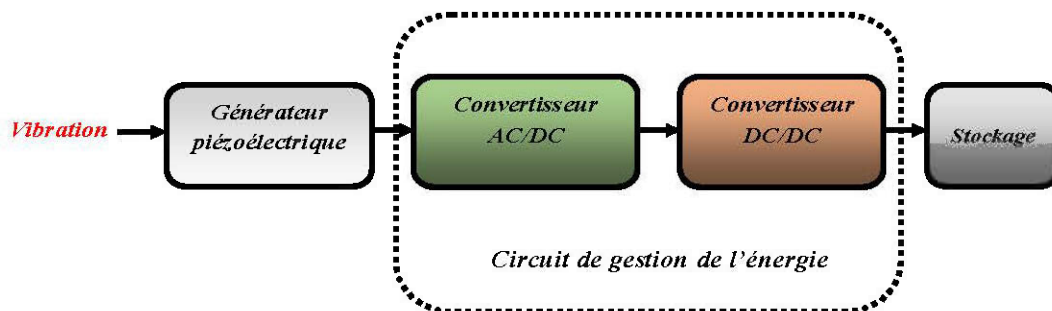 Vibration
Générateur
piézoélectrique
Convertisseur
AC/DC
Convertisseur
DC/DC
Stockage
Circuit de gestion de l'énergie